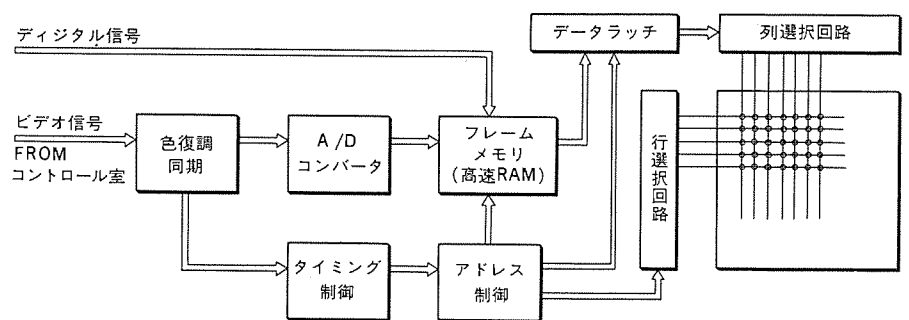 ディジタル信号
データラッチ
列選択回路
ビデオ信号
FROM
コントロール室
色復調
同期
A/D
コンバータ
フレーム
メモリ
(高速RAM)
行選択回路
タイミング
制御
アドレス
制御